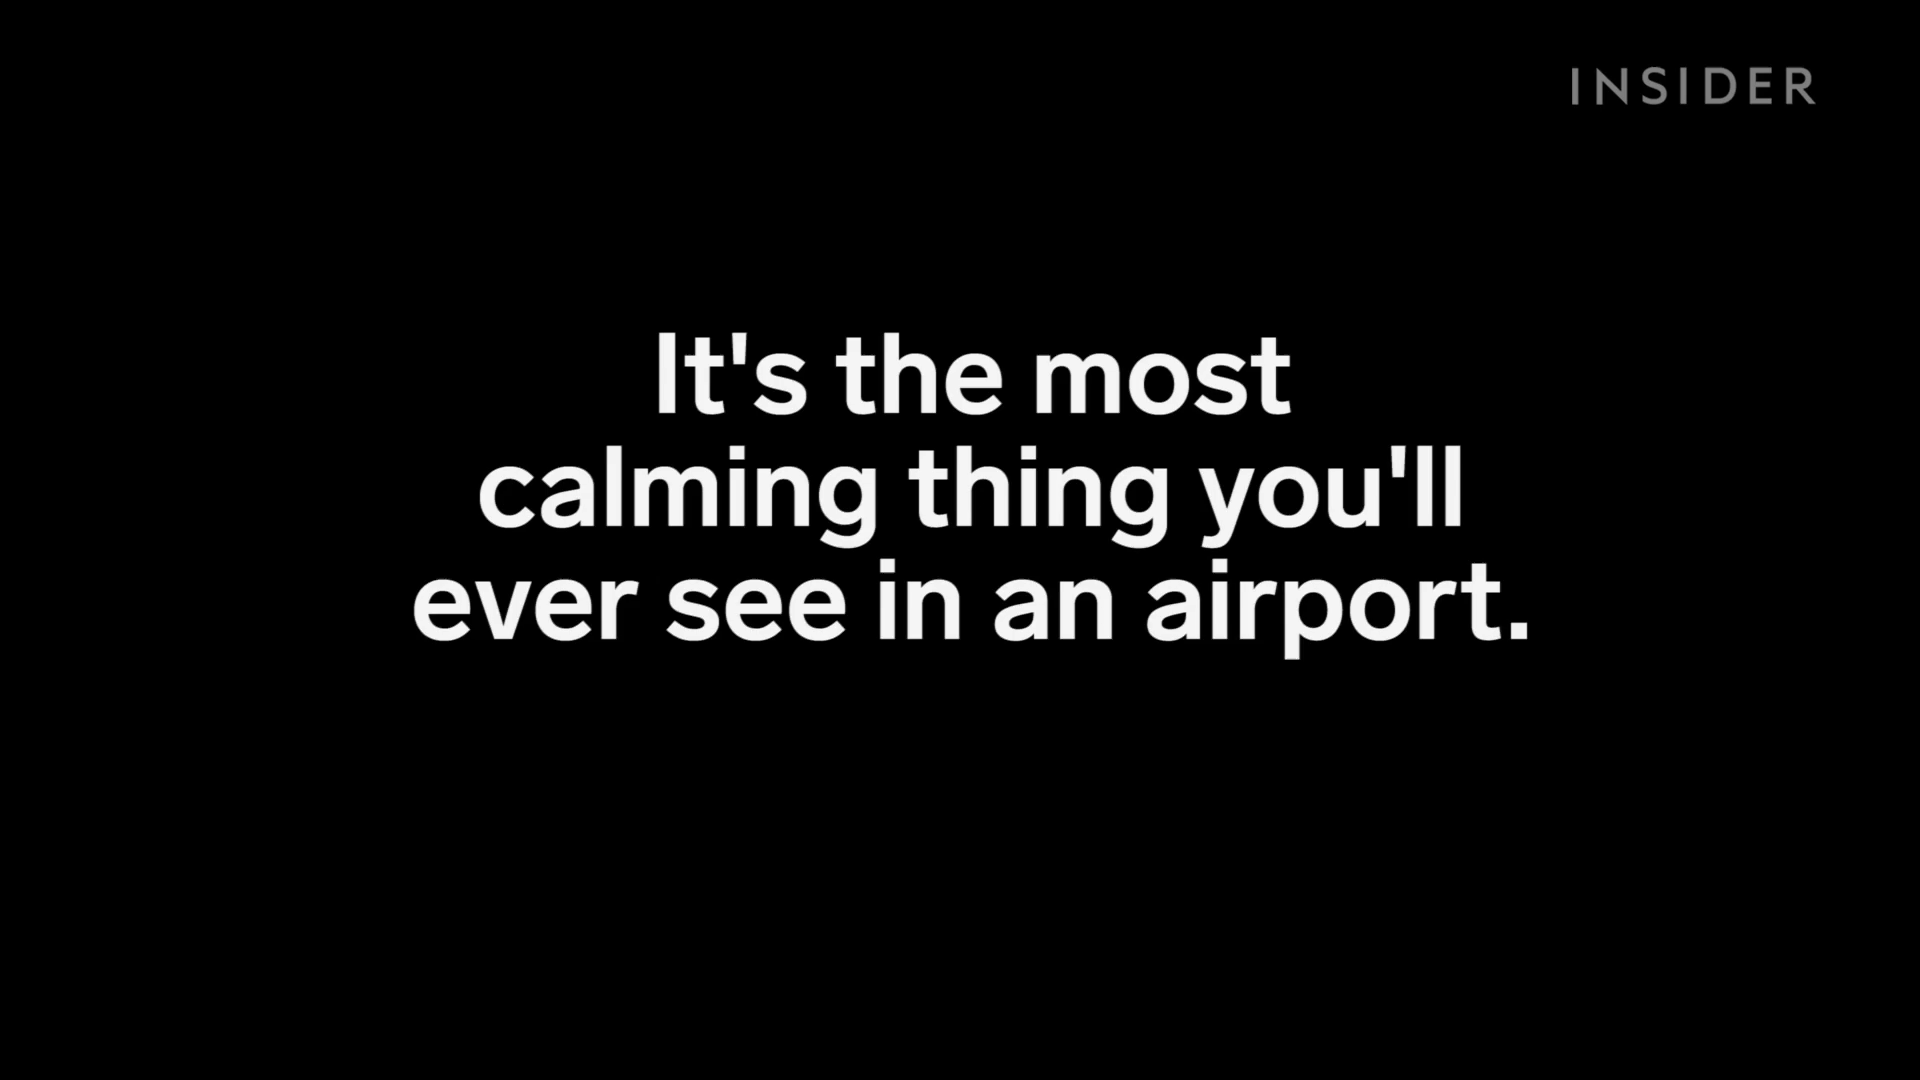 INSIDER
It's the most
calming thing you'll
ever see in an airport.